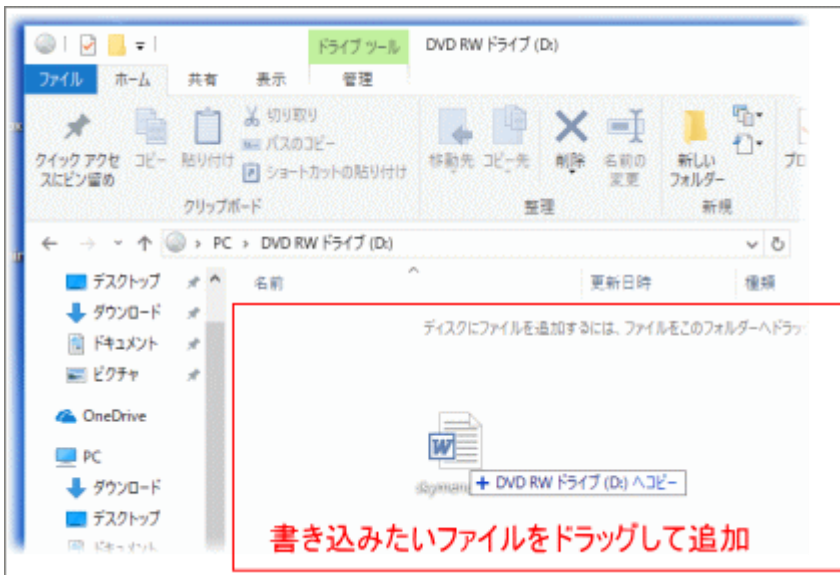 ドライブ ツール DVD RW ドライブ (D:)
ファイル ホーム 共有 表示 管理
切り取り
パスのコピー
ショートカットの貼り付け
クイック アクセスにピン留め
コピー
貼り付け
移動先 コピー先 削除 名前の変更
新しいフォルダー
クリップボード 整理 新規
PC › DVD RW ドライブ (D:)
デスクトップ
ダウンロード
ドキュメント
ピクチャ
OneDrive
PC
ダウンロード
デスクトップ
ドキュメント
名前 更新日時 種類
ディスクにファイルを追加するには、ファイルをこのフォルダーへドラッ
W
+ DVD RW ドライブ (D:) へコピー
書き込みたいファイルをドラッグして追加